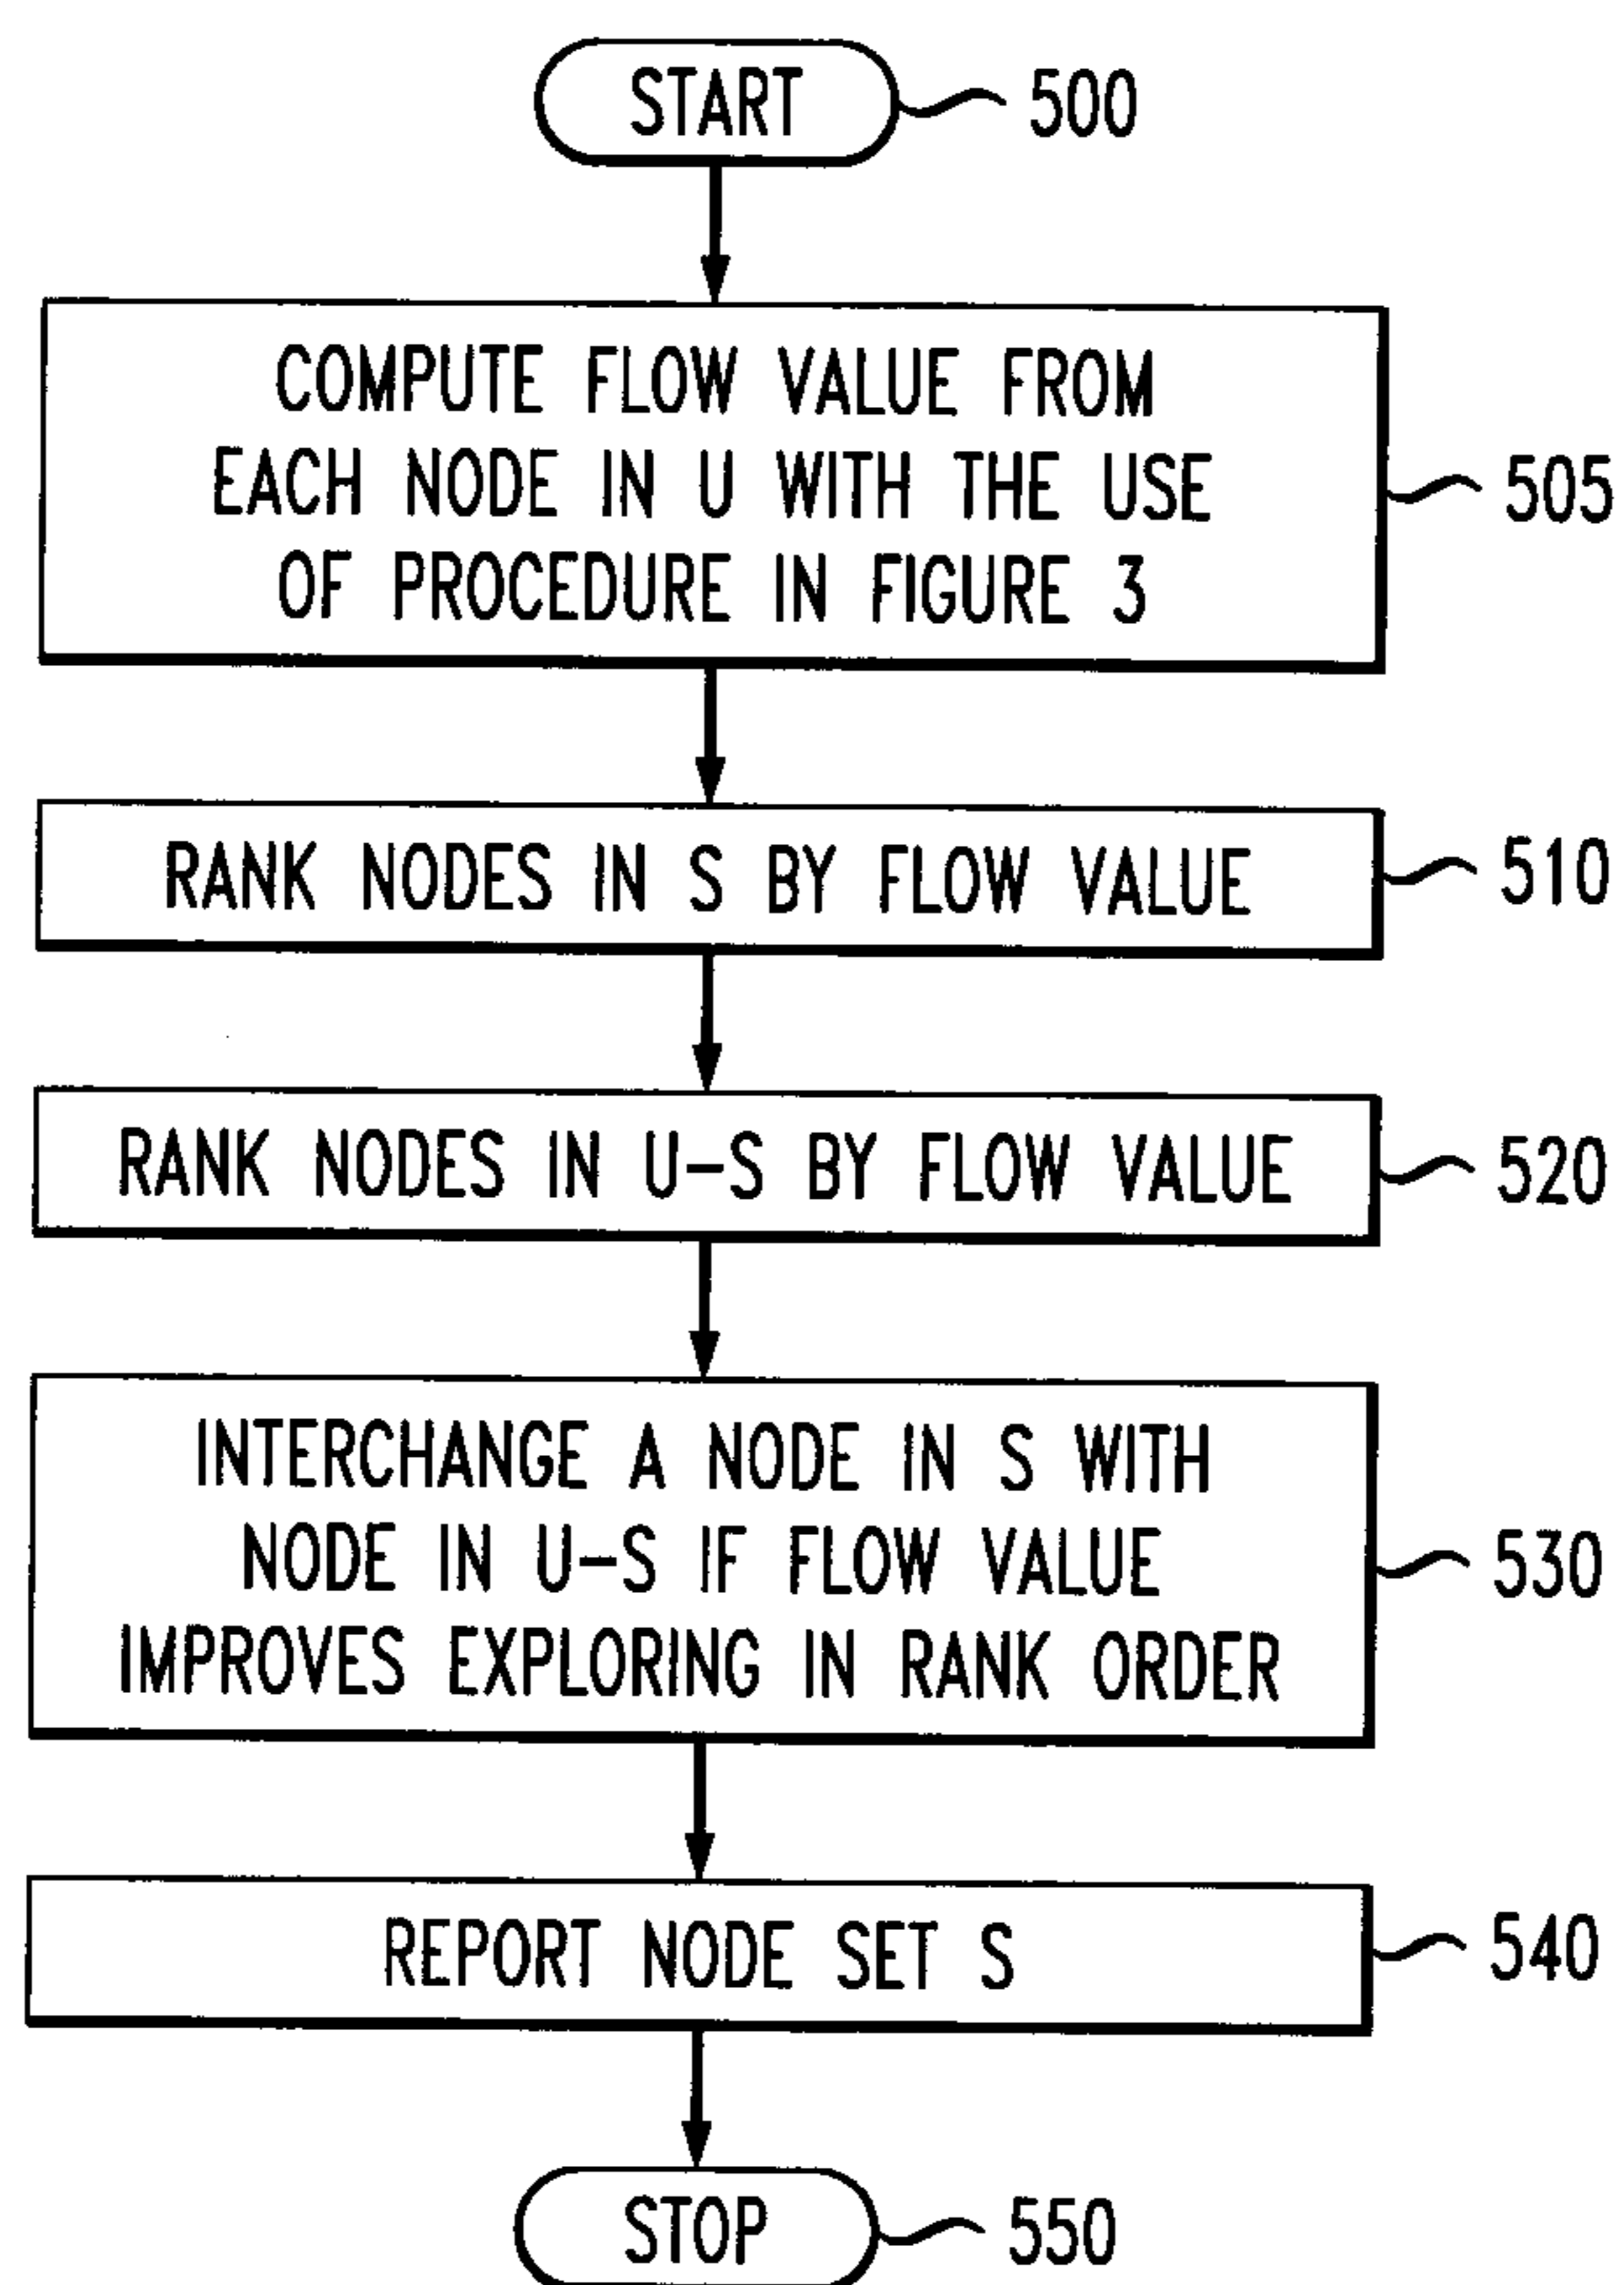 START
500
COMPUTE FLOW VALUE FROM
EACH NODE IN U WITH THE USE
OF PROCEDURE IN FIGURE 3
505
RANK NODES IN S BY FLOW VALUE
510
RANK NODES IN U-S BY FLOW VALUE
520
INTERCHANGE A NODE IN S WITH
NODE IN U-S IF FLOW VALUE
IMPROVES EXPLORING IN RANK ORDER
530
REPORT NODE SET S
540
STOP
550